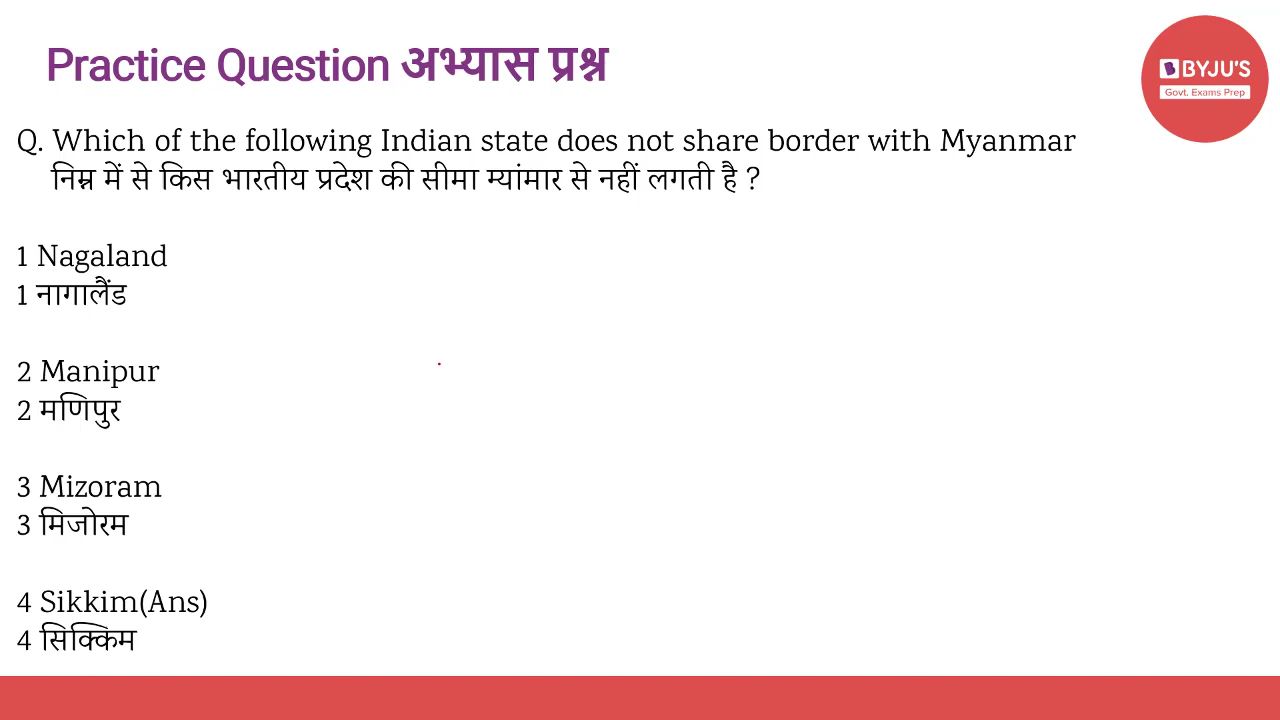 Practice Question अभ्यास प्रश्न
BYJU'S
Govt. Exams Prep
Q. Which of the following Indian state does not share border with Myanmar
निम्न में से किस भारतीय प्रदेश की सीमा म्यांमार से नहीं लगती है ?
1 Nagaland
1 नागालैंड
2 Manipur
2 मणिपुर
3 Mizoram
3 मिजोरम
4 Sikkim(Ans)
4 सिक्किम